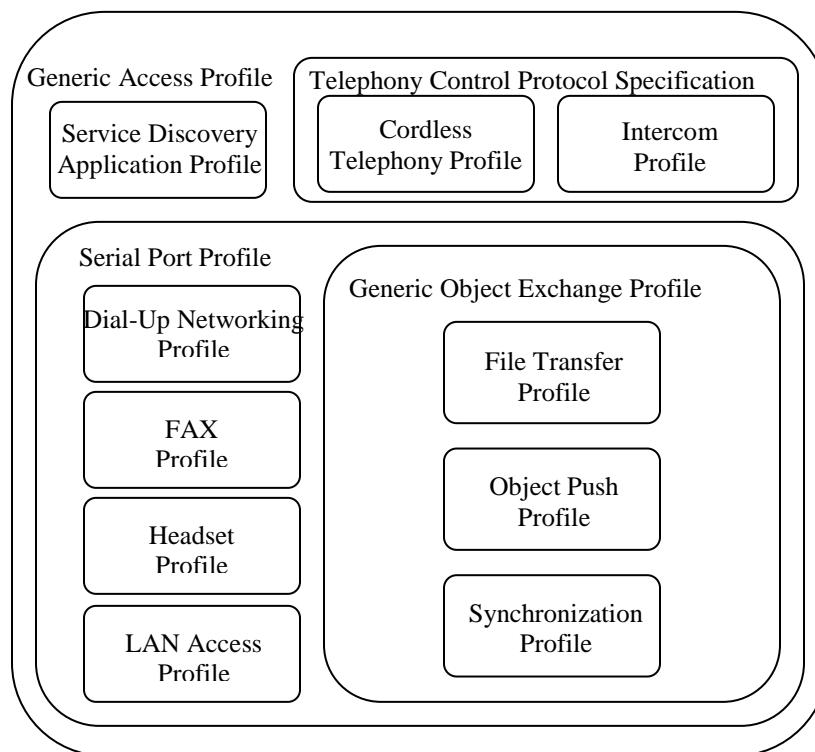 Generic Access Profile
Telephony Control Protocol Specification
Service Discovery
Application Profile
Cordless
Telephony Profile
Intercom
Profile
Serial Port Profile
Dial-Up Networking
Profile
FAX
Profile
Headset
Profile
LAN Access
Profile
Generic Object Exchange Profile
File Transfer
Profile
Object Push
Profile
Synchronization
Profile